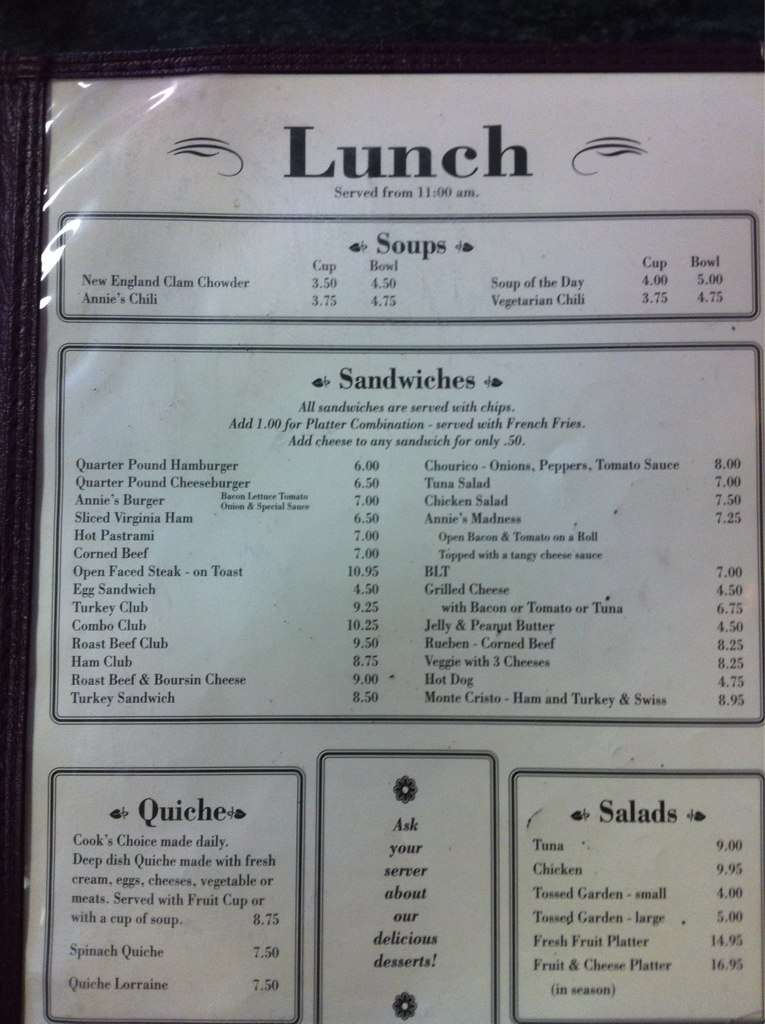 Lunch
Served from 11:00 am.
Soups
Cup Bowl
New England Clam Chowder 3.50 4.50
Annie's Chili 3.75 4.75
Cup Bowl
Soup of the Day 4.00 5.00
Vegetarian Chili 3.75 4.75
Sandwiches
All sandwiches are served with chips.
Add 1.00 for Platter Combination - served with French Fries.
Add cheese to any sandwich for only .50.
Quarter Pound Hamburger 6.00
Quarter Pound Cheeseburger 6.50
Annie's Burger Bacon Lettuce Tomato 7.00
Onion & Special Sauce
Sliced Virginia Ham 6.50
Hot Pastrami 7.00
Corned Beef 7.00
Open Faced Steak - on Toast 10.95
Egg Sandwich 4.50
Turkey Club 9.25
Combo Club 10.25
Roast Beef Club 9.50
Ham Club 8.75
Roast Beef & Boursin Cheese 9.00
Turkey Sandwich 8.50
Chourico - Onions, Peppers, Tomato Sauce 8.00
Tuna Salad 7.00
Chicken Salad 7.50
Annie's Madness 7.25
Open Bacon & Tomato on a Roll
Topped with a tangy cheese sauce
BLT 7.00
Grilled Cheese 4.50
with Bacon or Tomato or Tuna 6.75
Jelly & Peanut Butter 4.50
Rueben - Corned Beef 8.25
Veggie with 3 Cheeses 8.25
Hot Dog 4.75
Monte Cristo - Ham and Turkey & Swiss 8.95
Quiche
Cook's Choice made daily.
Deep dish Quiche made with fresh
cream, eggs, cheeses, vegetable or
meats. Served with Fruit Cup or
with a cup of soup. 8.75
Spinach Quiche 7.50
Quiche Lorraine 7.50
Ask
your
server
about
our
delicious
desserts!
Salads
Tuna 9.00
Chicken 9.95
Tossed Garden - small 4.00
Tossed Garden - large 5.00
Fresh Fruit Platter 14.95
Fruit & Cheese Platter 16.95
(in season)